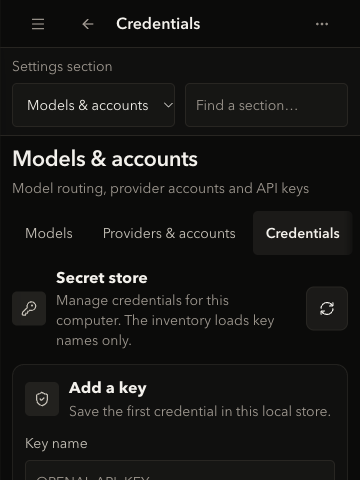 Credentials
Settings section
Models & accounts
Find a section…
Models & accounts
Model routing, provider accounts and API keys
Models Providers & accounts Credentials
Secret store
Manage credentials for this
computer. The inventory loads key
names only.
Add a key
Save the first credential in this local store.
Key name
OPENAI_API_KEY